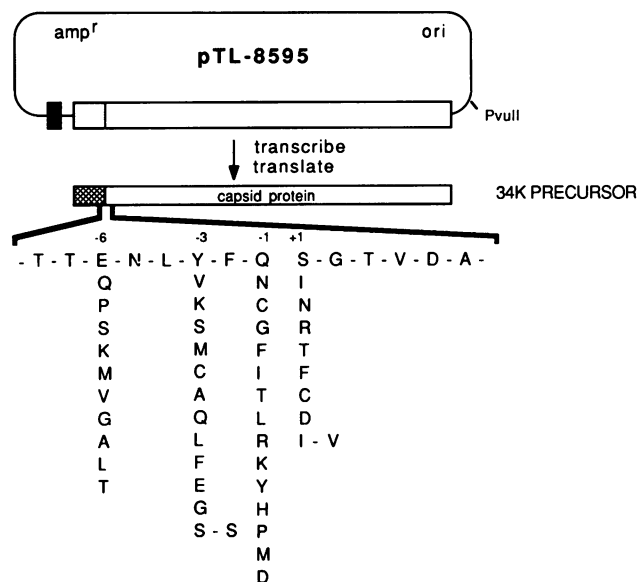 amp^r ori
pTL-8595
PvuII
transcribe
translate
capsid protein 34K PRECURSOR
-6 -3 -1 +1
- T - T - E - N - L - Y - F - Q - S - G - T - V - D - A -
Q V N I
P K C N
S S G R
K M F T
M C I F
V A T C
G Q L D
A L R I - V
L F K
T E Y
G H
S - S P
M
D